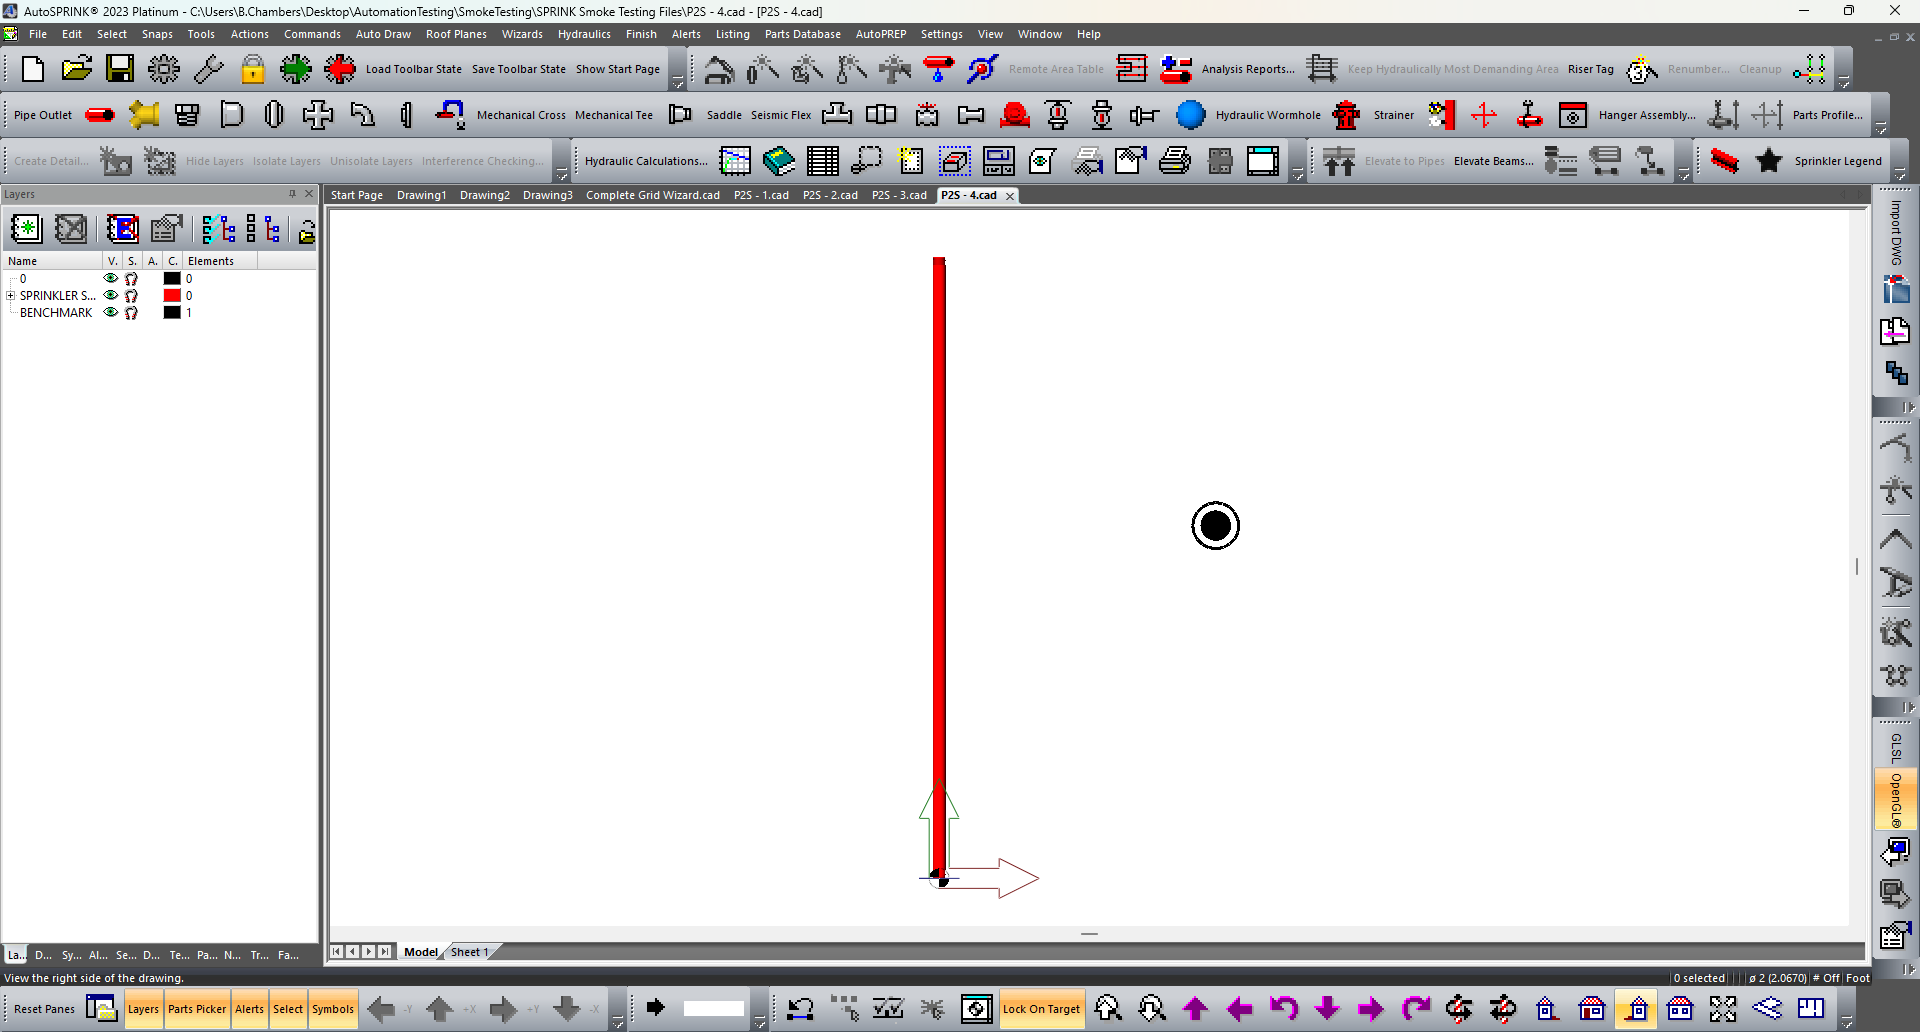 AutoSPRINK® 2023 Platinum - C:\Users\B.Chambers\Desktop\AutomationTesting\SmokeTesting\SPRINK Smoke Testing Files\P2S - 4.cad - [P2S - 4.cad]
File Edit Select Snaps Tools Actions Commands Auto Draw Roof Planes Wizards Hydraulics Finish Alerts Listing Parts Database AutoPREP Settings View Window Help
Load Toolbar State Save Toolbar State Show Start Page Remote Area Table Analysis Reports... Keep Hydraulically Most Demanding Area Riser Tag Renumber... Cleanup
Pipe Outlet Mechanical Cross Mechanical Tee Saddle Seismic Flex Hydraulic Wormhole Strainer Hanger Assembly... Parts Profile...
Create Detail... Hide Layers Isolate Layers Unisolate Layers Interference Checking... Hydraulic Calculations... Elevate to Pipes Elevate Beams... Sprinkler Legend
Layers
Start Page Drawing1 Drawing2 Drawing3 Complete Grid Wizard.cad P2S - 1.cad P2S - 2.cad P2S - 3.cad P2S - 4.cad
Import DWG
Name V. S. A. C. Elements
0 0
SPRINKLER S... 0
BENCHMARK 1
GLSL
OpenGL®
Model Sheet 1
La... D... Sy... Al... Se... D... Te... Pa... N... Tr... Fa...
View the right side of the drawing.
0 selected ø 2 (2.0670) # Off Foot
Reset Panes Layers Parts Picker Alerts Select Symbols -Y +X +Y -X Lock On Target